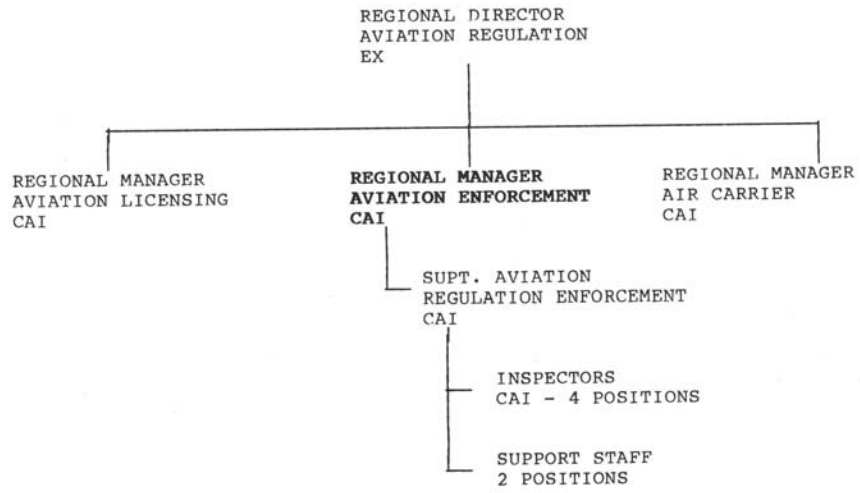 REGIONAL DIRECTOR
AVIATION REGULATION
EX
REGIONAL MANAGER
AVIATION LICENSING
CAI
REGIONAL MANAGER
AVIATION ENFORCEMENT
CAI
REGIONAL MANAGER
AIR CARRIER
CAI
SUPT. AVIATION
REGULATION ENFORCEMENT
CAI
INSPECTORS
CAI - 4 POSITIONS
SUPPORT STAFF
2 POSITIONS